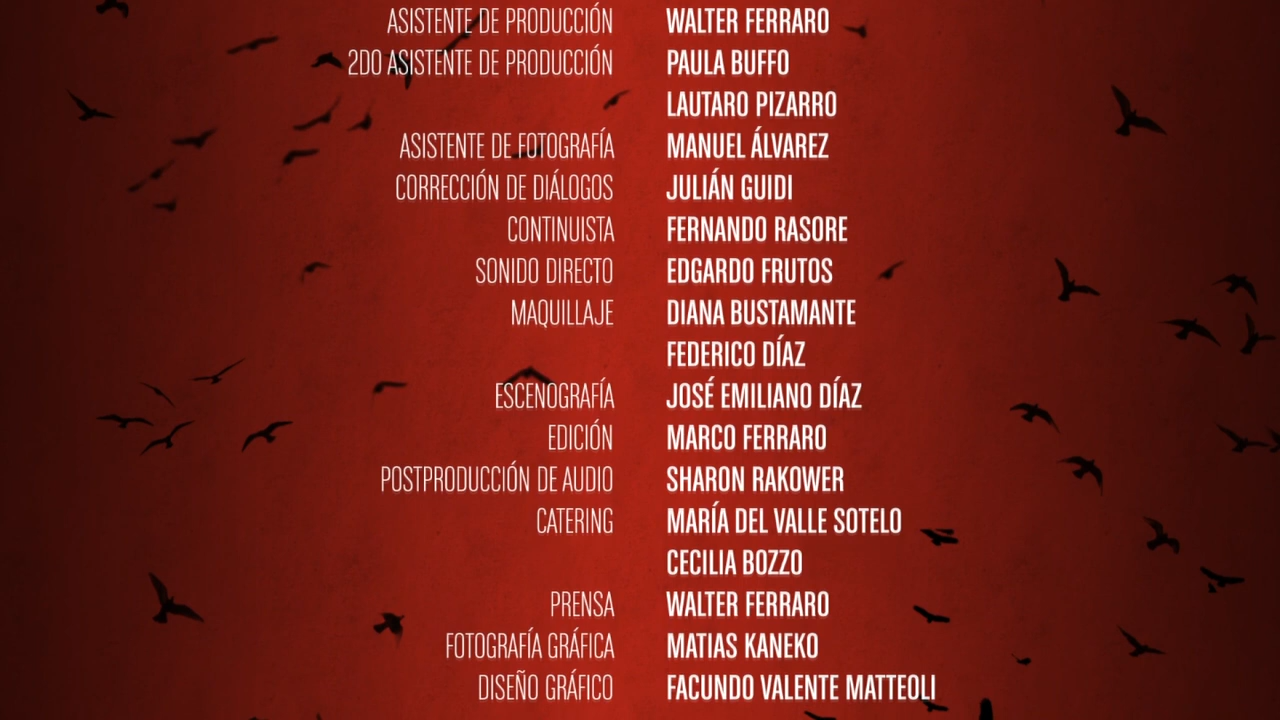 ASISTENTE DE PRODUCCIÓN WALTER FERRARO
2DO ASISTENTE DE PRODUCCIÓN PAULA BUFFO
LAUTARO PIZARRO
ASISTENTE DE FOTOGRAFÍA MANUEL ÁLVAREZ
CORRECCIÓN DE DIÁLOGOS JULIÁN GUIDI
CONTINUISTA FERNANDO RASORE
SONIDO DIRECTO EDGARDO FRUTOS
MAQUILLAJE DIANA BUSTAMANTE
FEDERICO DÍAZ
ESCENOGRAFÍA JOSÉ EMILIANO DÍAZ
EDICIÓN MARCO FERRARO
POSTPRODUCCIÓN DE AUDIO SHARON RAKOWER
CATERING MARÍA DEL VALLE SOTELO
CECILIA BOZZO
PRENSA WALTER FERRARO
FOTOGRAFÍA GRÁFICA MATIAS KANEKO
DISEÑO GRÁFICO FACUNDO VALENTE MATTEOLI